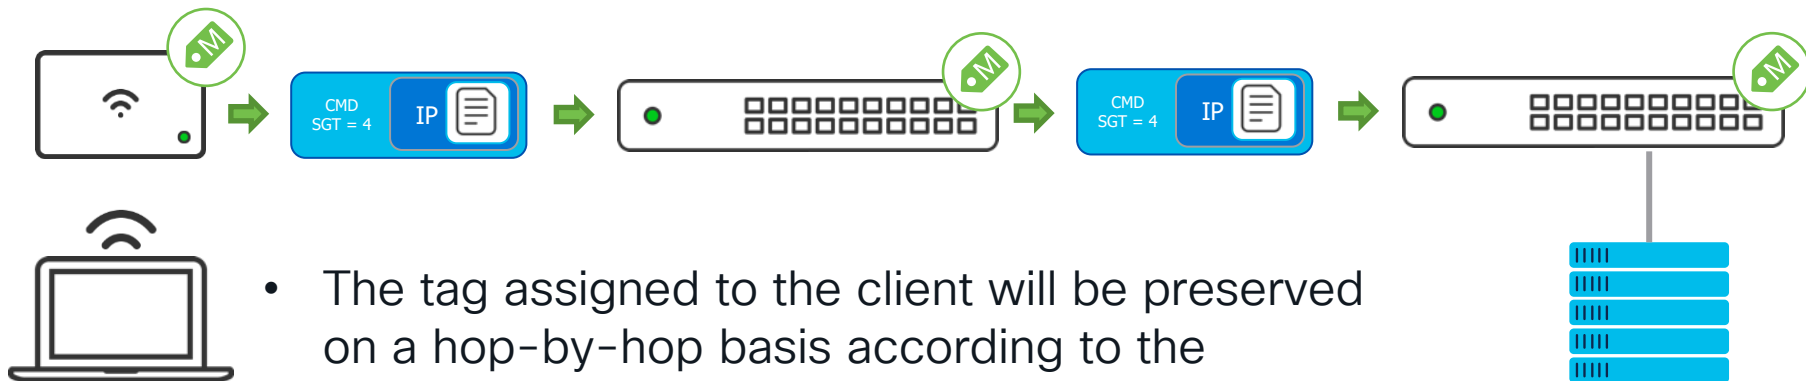 M
M
M
CMD
SGT = 4
IP
CMD
SGT = 4
IP
• The tag assigned to the client will be preserved
on a hop-by-hop basis according to the